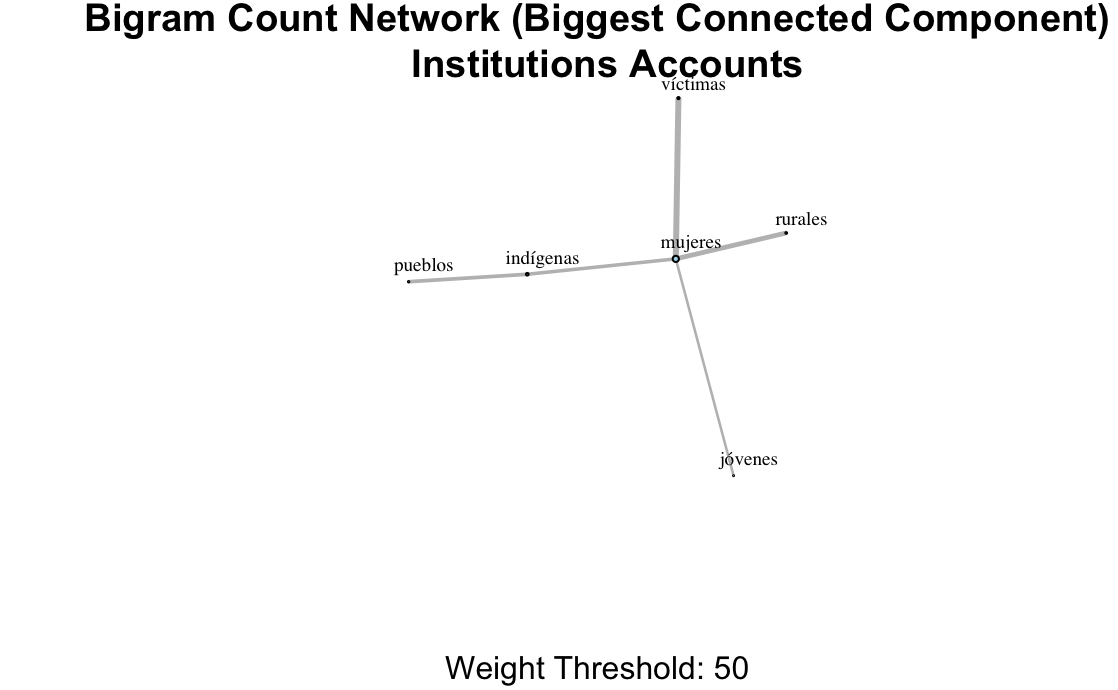 Bigram Count Network (Biggest Connected Component)
Institutions Accounts
víctimas
rurales
mujeres
indígenas
pueblos
jóvenes
Weight Threshold: 50